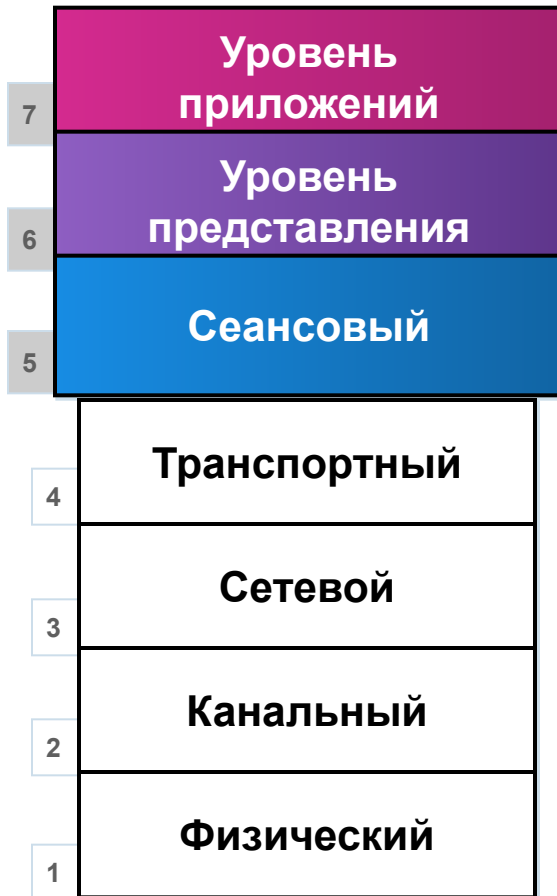 Уровень
приложений
7
Уровень
представления
6
Сеансовый
5
Транспортный
4
Сетевой
3
Канальный
2
Физический
1